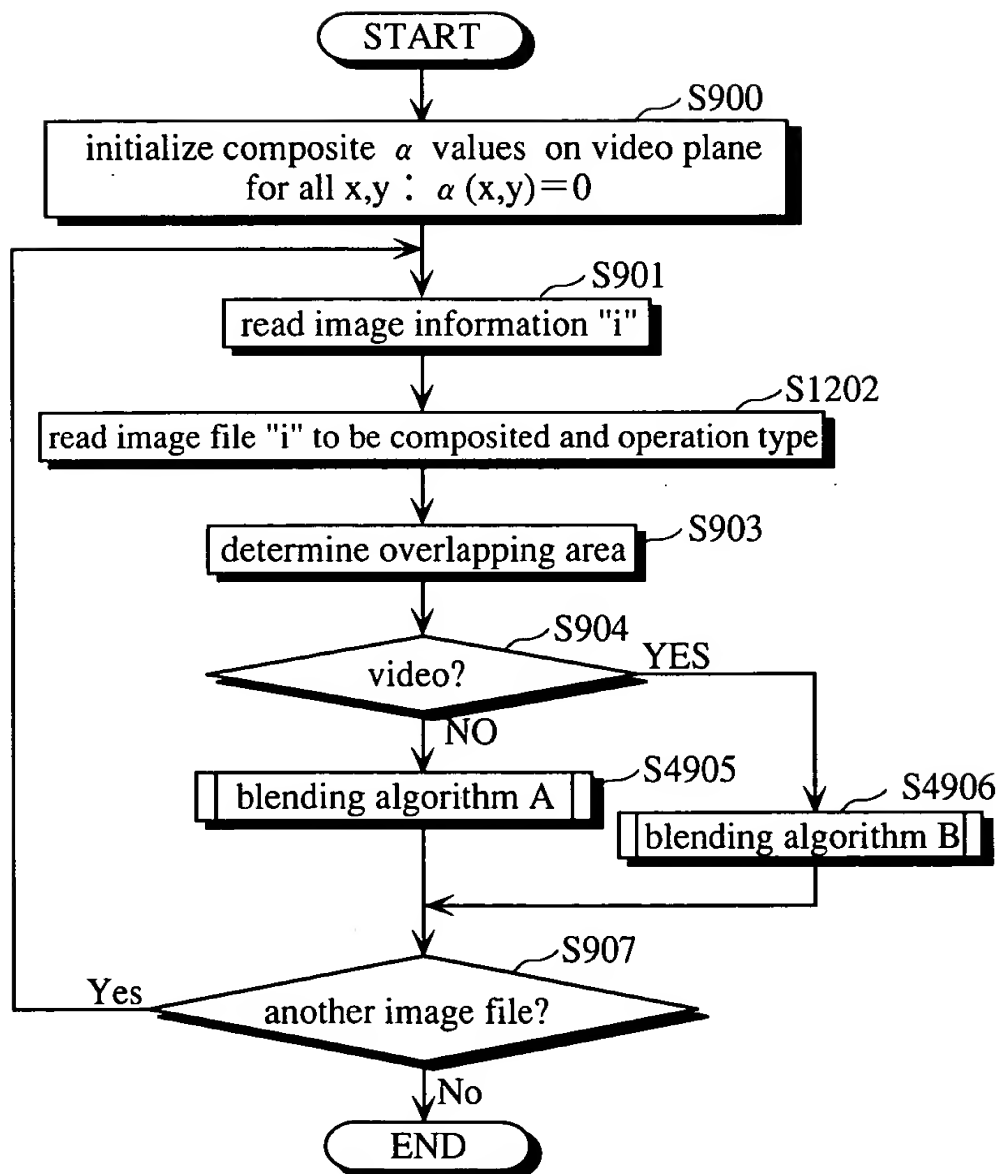 START
S900
initialize composite α values on video plane
for all x,y : α (x,y)=0
S901
read image information "i"
S1202
read image file "i" to be composited and operation type
S903
determine overlapping area
S904
video?
YES
NO
S4905
blending algorithm A
S4906
blending algorithm B
S907
another image file?
Yes
No
END